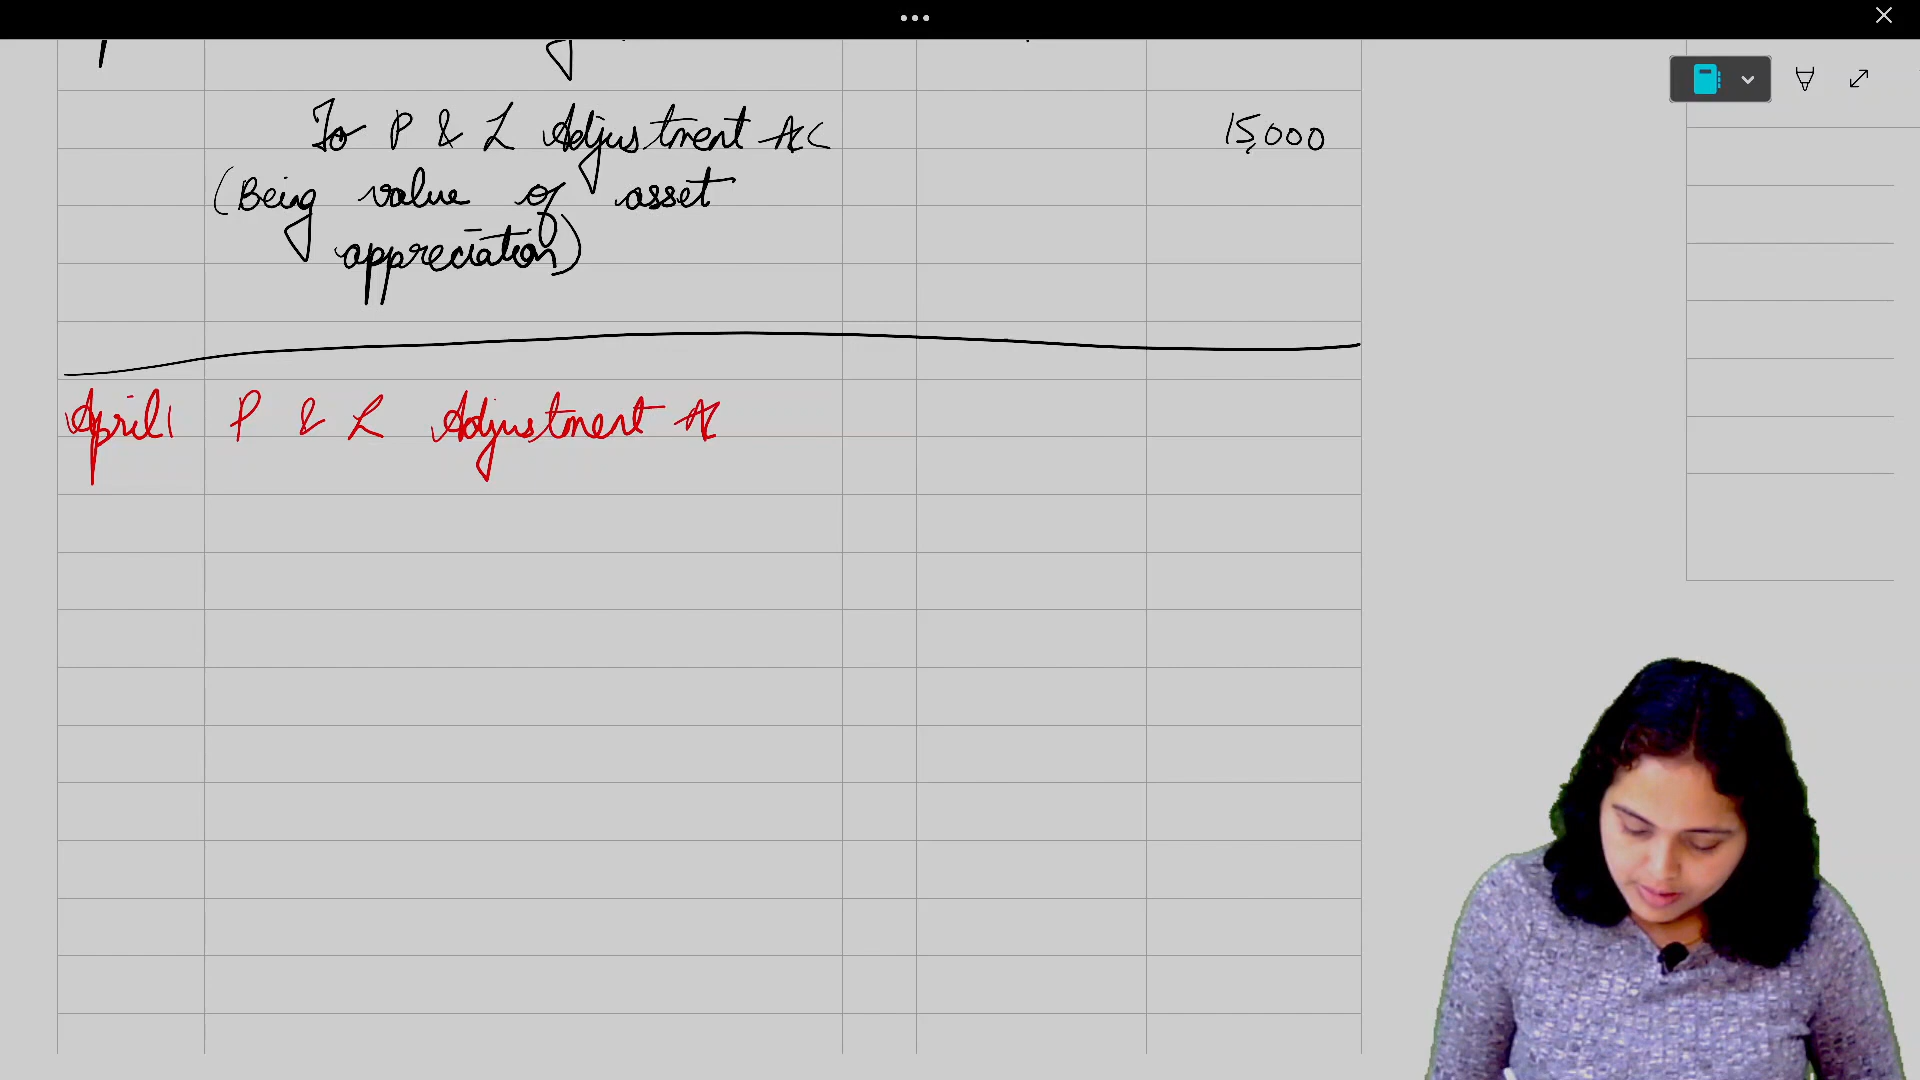 To P & L Adjustment A/C 15,000
(Being value of asset
appreciation)
April 1 P & L Adjustment A/C